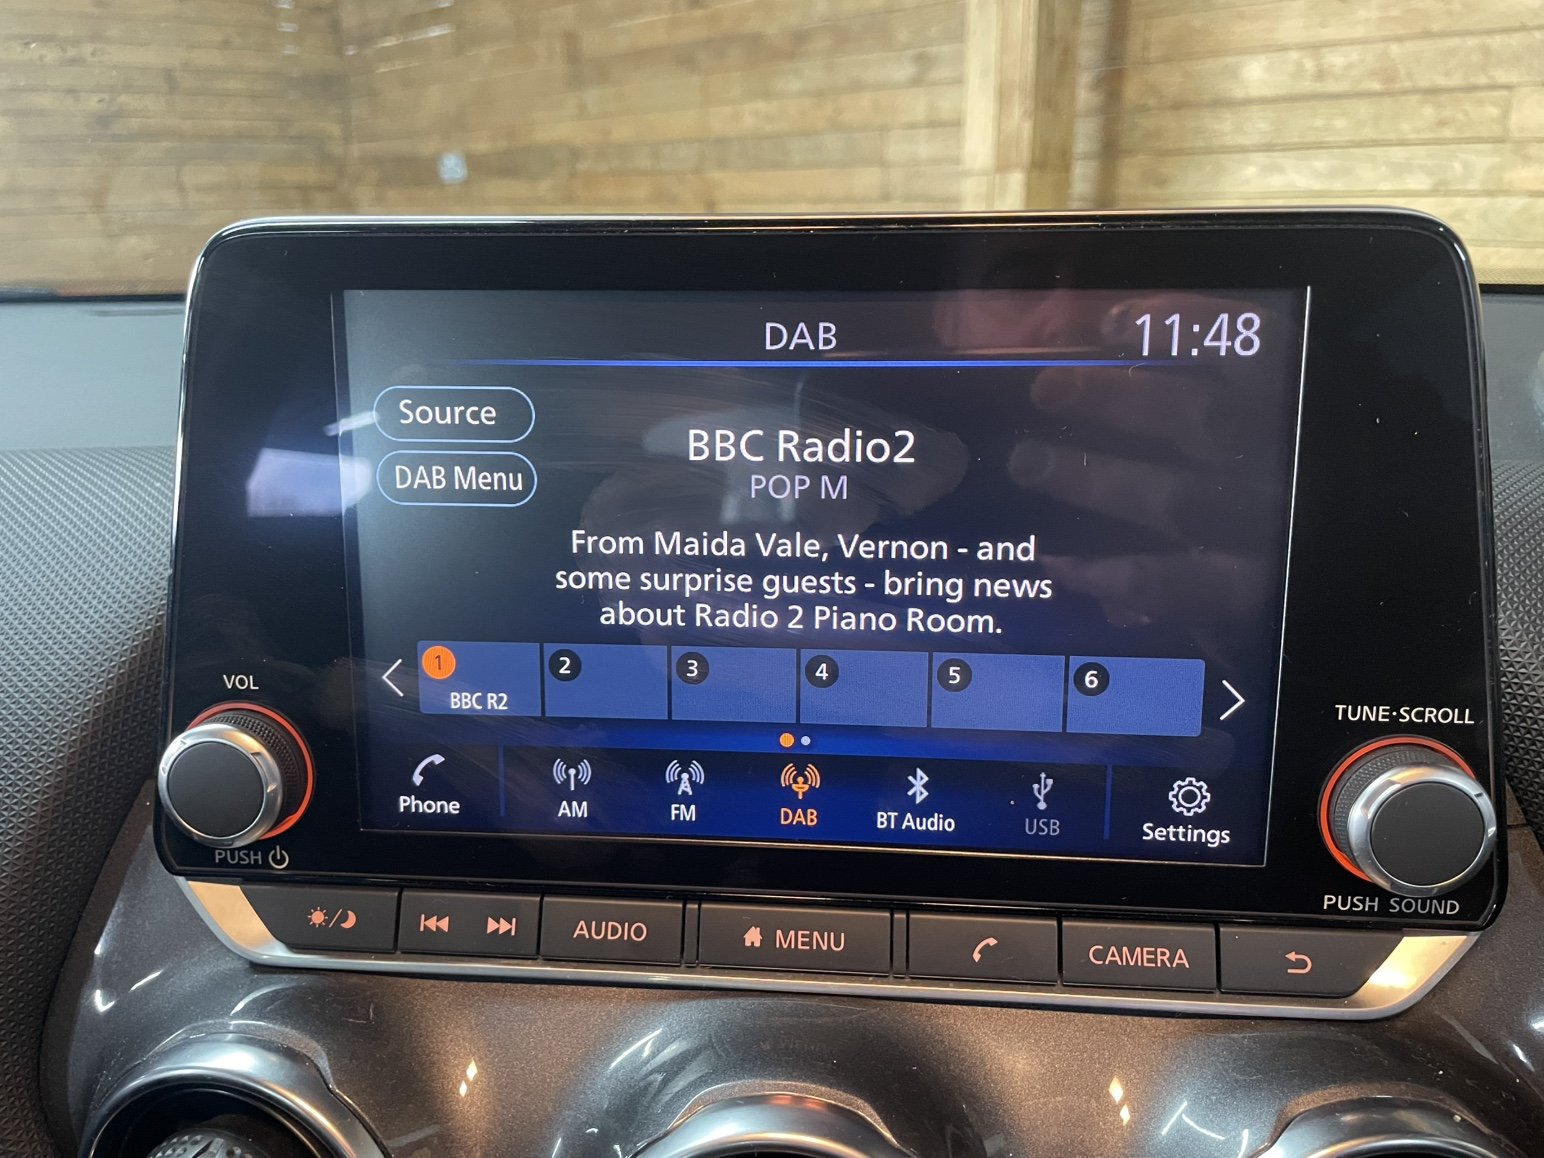 DAB
11:48
Source
DAB Menu
BBC Radio2
POP M
From Maida Vale, Vernon - and
some surprise guests - bring news
about Radio 2 Piano Room.
1 2 3 4 5 6
BBC R2
VOL
TUNE·SCROLL
Phone
AM
FM
DAB
BT Audio
USB
Settings
PUSH
PUSH SOUND
AUDIO
MENU
CAMERA